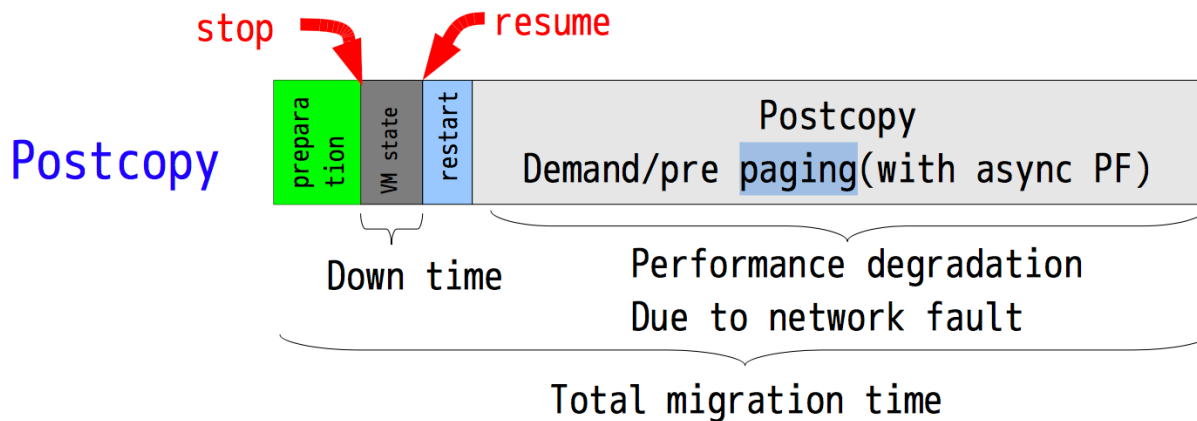 stop
resume
Postcopy
prepara
tion
VM state
restart
Postcopy
Demand/pre paging(with async PF)
Down time
Performance degradation
Due to network fault
Total migration time